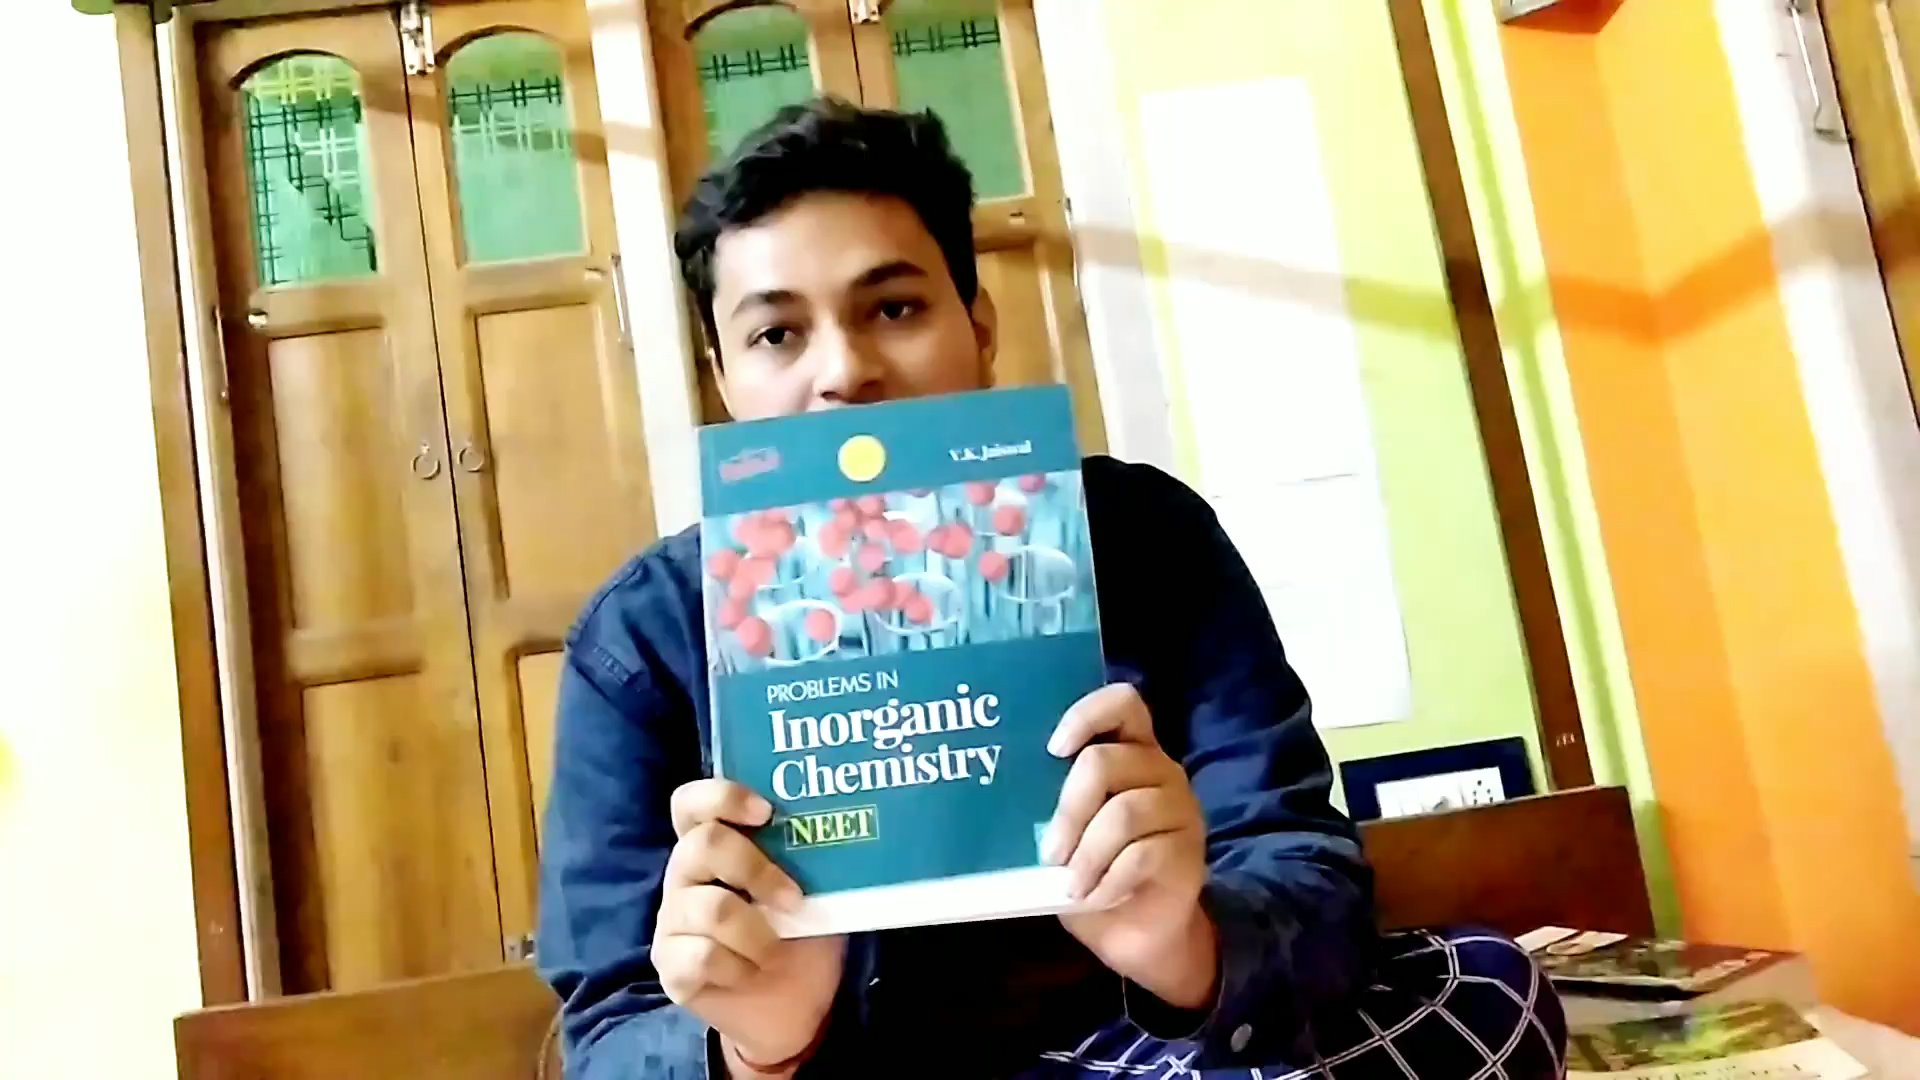 V.K. Jaiswal
PROBLEMS IN
Inorganic
Chemistry
NEET